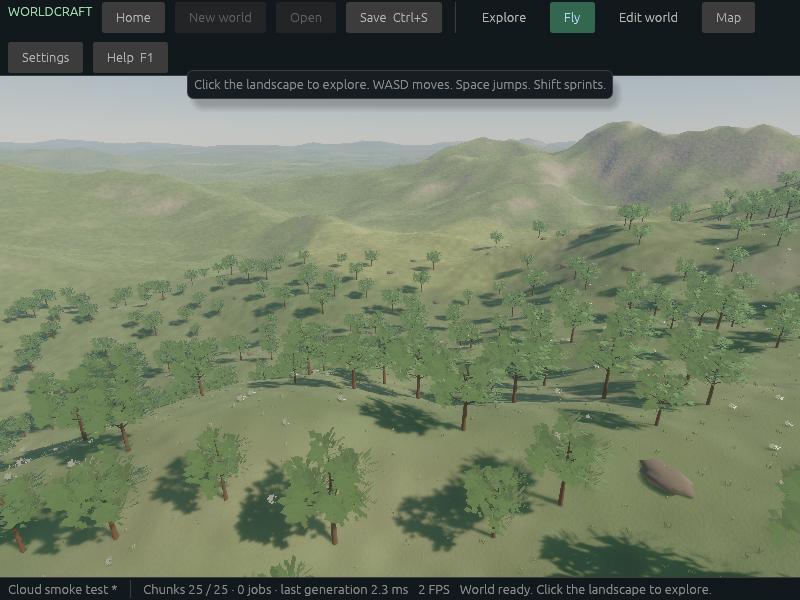 WORLDCRAFT Home New world Open Save Ctrl+S Explore Fly Edit world Map
Settings Help F1
Click the landscape to explore. WASD moves. Space jumps. Shift sprints.
Cloud smoke test * Chunks 25 / 25 · 0 jobs · last generation 2.3 ms 2 FPS World ready. Click the landscape to explore.